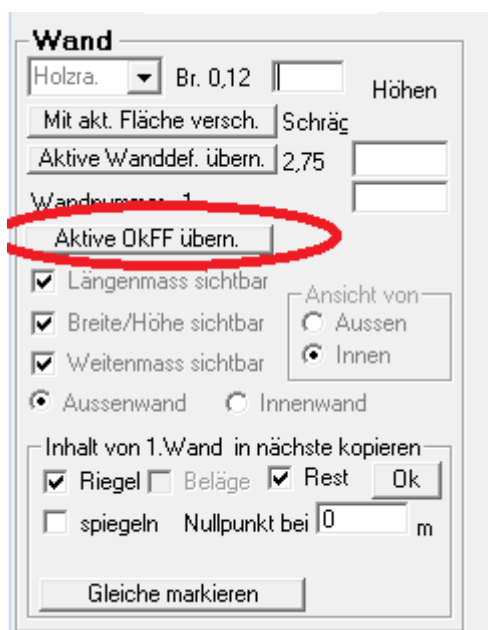 Wand
Holzra. Br. 0,12 Höhen
Mit akt. Fläche versch. Schräg
Aktive Wanddef. übern. 2,75
Aktive OkFF übern.
Längenmass sichtbar
Ansicht von
Breite/Höhe sichtbar Aussen
Weitenmass sichtbar Innen
Aussenwand Innenwand
Inhalt von 1.Wand in nächste kopieren
Riegel Beläge Rest Ok
spiegeln Nullpunkt bei 0 m
Gleiche markieren